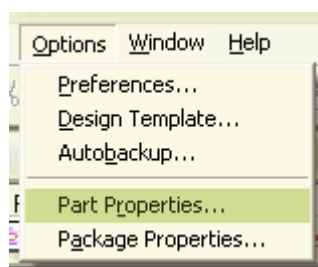 Options Window Help
Preferences...
Design Template...
Autobackup...
Part Properties...
Package Properties...